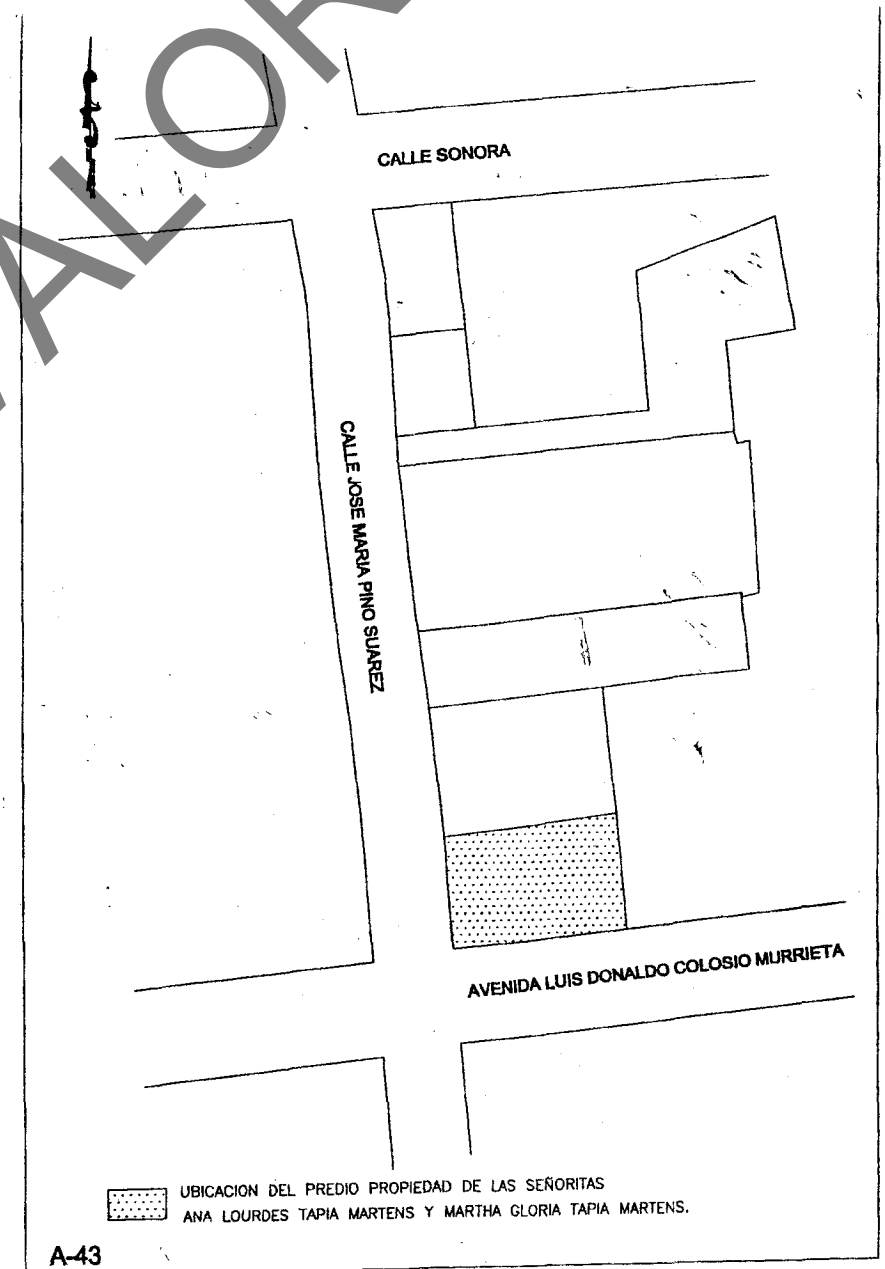 VALOR
CALLE SONORA
CALLE JOSE MARIA PINO SUAREZ
AVENIDA LUIS DONALDO COLOSIO MURRIETA
UBICACION DEL PREDIO PROPIEDAD DE LAS SEÑORITAS
ANA LOURDES TAPIA MARTENS Y MARTHA GLORIA TAPIA MARTENS.
A-43